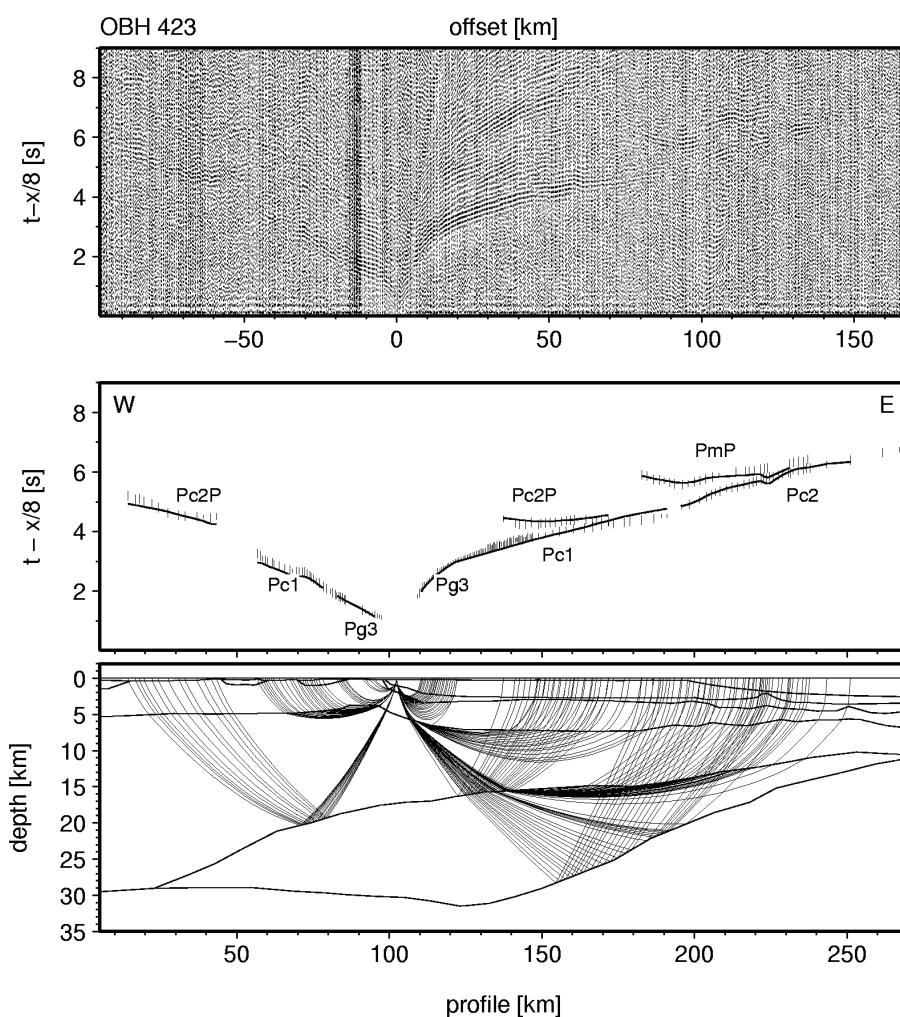 OBH 423 offset [km]
8
6
4
2
t–x/8 [s]
−50 0 50 100 150
W E
8
6
4
2
t – x/8 [s]
PmP
Pc2P Pc2P Pc2
Pc1 Pg3 Pc1
Pg3
0
5
10
15
20
25
30
35
depth [km]
50 100 150 200 250
profile [km]